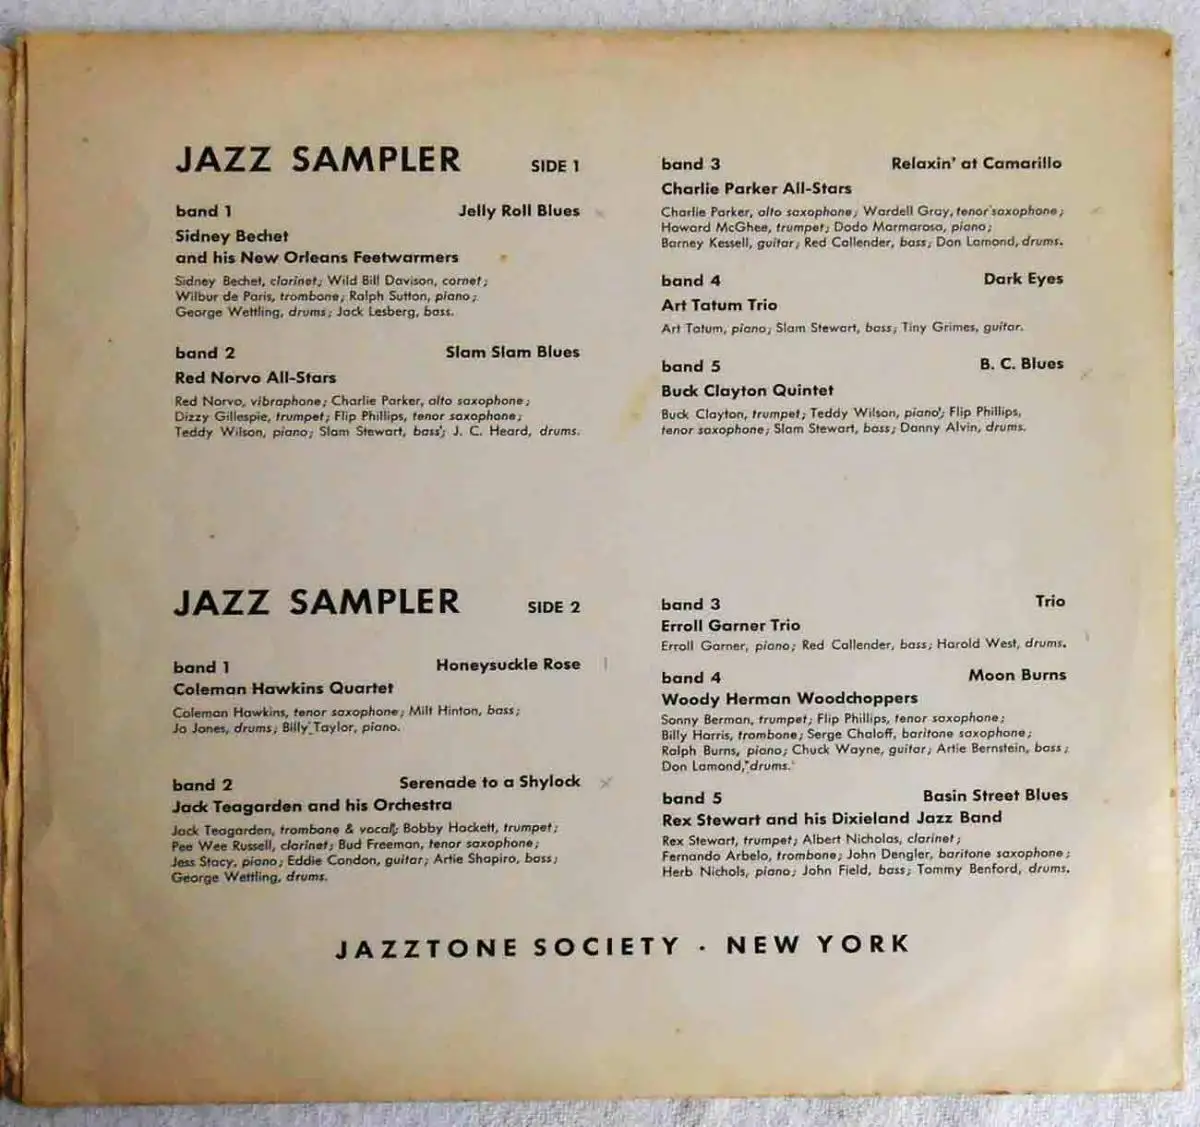 JAZZ SAMPLER SIDE 1
band 1 Jelly Roll Blues
Sidney Bechet
and his New Orleans Feetwarmers
Sidney Bechet, clarinet; Wild Bill Davison, cornet;
Wilbur de Paris, trombone; Ralph Sutton, piano;
George Wettling, drums; Jack Lesberg, bass.
band 2 Slam Slam Blues
Red Norvo All-Stars
Red Norvo, vibraphone; Charlie Parker, alto saxophone;
Dizzy Gillespie, trumpet; Flip Phillips, tenor saxophone;
Teddy Wilson, piano; Slam Stewart, bass; J. C. Heard, drums.
band 3 Relaxin' at Camarillo
Charlie Parker All-Stars
Charlie Parker, alto saxophone; Wardell Gray, tenor saxophone;
Howard McGhee, trumpet; Dodo Marmarosa, piano;
Barney Kessell, guitar; Red Callender, bass; Don Lamond, drums.
band 4 Dark Eyes
Art Tatum Trio
Art Tatum, piano; Slam Stewart, bass; Tiny Grimes, guitar.
band 5 B. C. Blues
Buck Clayton Quintet
Buck Clayton, trumpet; Teddy Wilson, piano; Flip Phillips,
tenor saxophone; Slam Stewart, bass; Danny Alvin, drums.
JAZZ SAMPLER SIDE 2
band 1 Honeysuckle Rose
Coleman Hawkins Quartet
Coleman Hawkins, tenor saxophone; Milt Hinton, bass;
Jo Jones, drums; Billy Taylor, piano.
band 2 Serenade to a Shylock
Jack Teagarden and his Orchestra
Jack Teagarden, trombone & vocal; Bobby Hackett, trumpet;
Pee Wee Russell, clarinet; Bud Freeman, tenor saxophone;
Jess Stacy, piano; Eddie Condon, guitar; Artie Shapiro, bass;
George Wettling, drums.
band 3 Trio
Erroll Garner Trio
Erroll Garner, piano; Red Callender, bass; Harold West, drums.
band 4 Moon Burns
Woody Herman Woodchoppers
Sonny Berman, trumpet; Flip Phillips, tenor saxophone;
Billy Harris, trombone; Serge Chaloff, baritone saxophone;
Ralph Burns, piano; Chuck Wayne, guitar; Artie Bernstein, bass;
Don Lamond, drums.
band 5 Basin Street Blues
Rex Stewart and his Dixieland Jazz Band
Rex Stewart, trumpet; Albert Nicholas, clarinet;
Fernando Arbelo, trombone; John Dengler, baritone saxophone;
Herb Nichols, piano; John Field, bass; Tommy Benford, drums.
JAZZTONE SOCIETY · NEW YORK